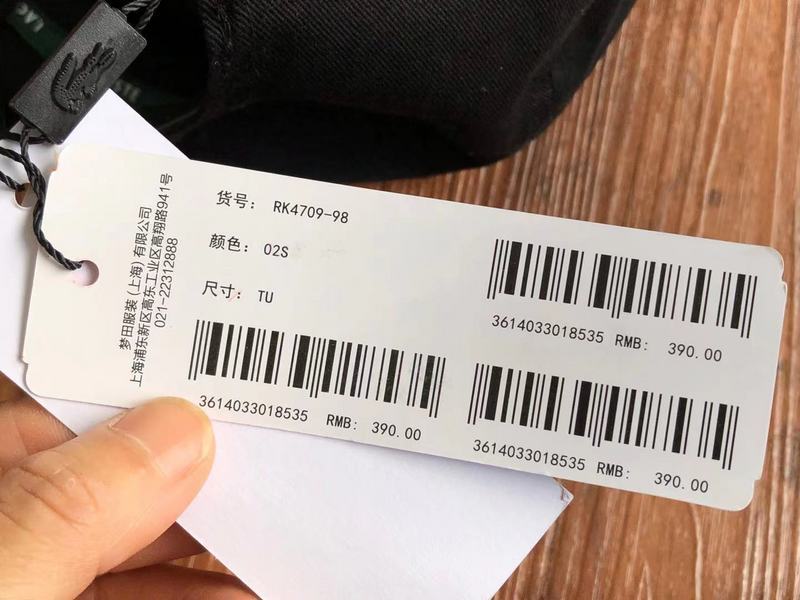 梦田服装(上海)有限公司
上海浦东新区高东工业区高翔路941号
021-22312888
货号: RK4709-98
颜色: 02S
尺寸: TU
3614033018535 RMB: 390.00
3614033018535 RMB: 390.00
3614033018535 RMB: 390.00